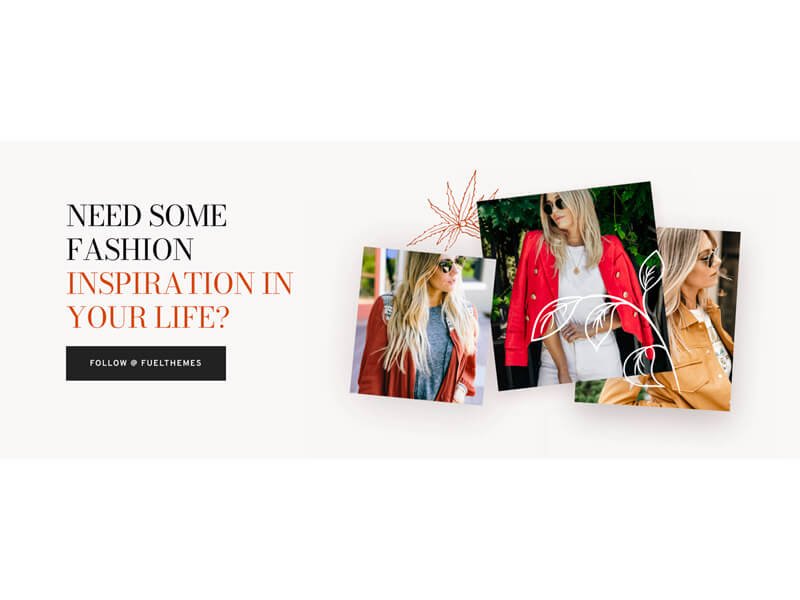 NEED SOME
FASHION
INSPIRATION IN
YOUR LIFE?
FOLLOW @ FUELTHEMES